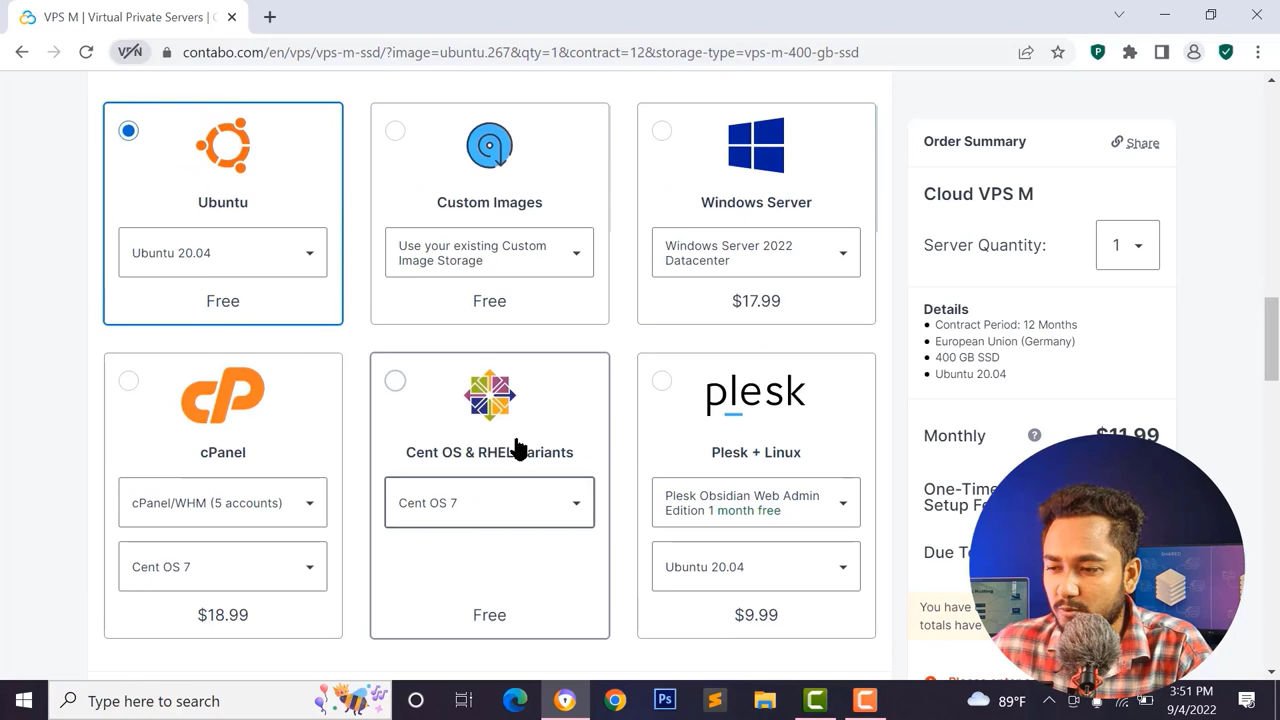 VPS M | Virtual Private Servers | C
contabo.com/en/vps/vps-m-ssd/?image=ubuntu.267&qty=1&contract=12&storage-type=vps-m-400-gb-ssd
Ubuntu
Ubuntu 20.04
Free
Custom Images
Use your existing Custom
Image Storage
Free
Windows Server
Windows Server 2022
Datacenter
$17.99
cPanel
cPanel/WHM (5 accounts)
Cent OS 7
$18.99
Cent OS & RHEL
Cent OS 7
Free
plesk
Plesk + Linux
Plesk Obsidian Web Admin
Edition 1 month free
Ubuntu 20.04
$9.99
Order Summary
Share
Cloud VPS M
Server Quantity:
1
Details
Contract Period: 12 Months
European Union (Germany)
400 GB SSD
Ubuntu 20.04
Monthly
$11.99
One-Time
Setup
You have
totals have
Type here to search
89°F
3:51 PM
9/4/2022